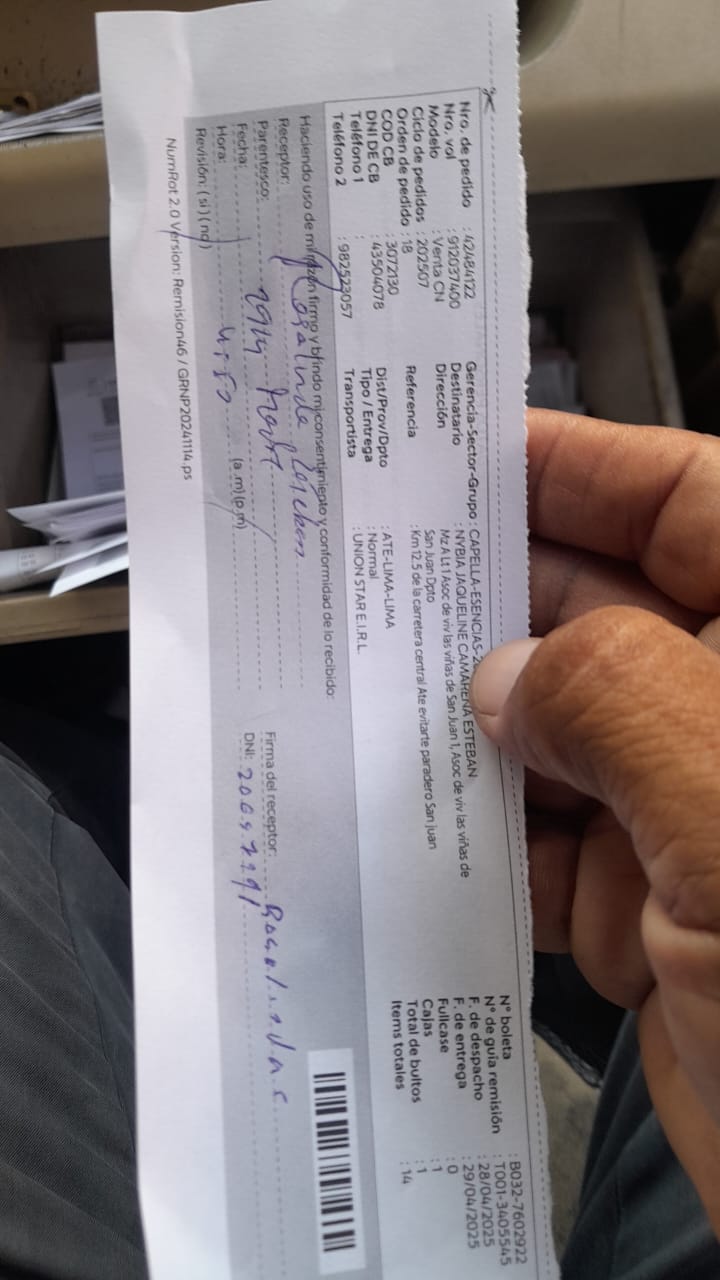 Nro. de pedido : 42484122
Nro. vol : 912037400
Modelo : Venta CN
Ciclo de pedidos : 202507
Orden de pedido : 18
COD CB : 3072130
DNI DE CB : 43504078
Teléfono 1 :
Teléfono 2 : 982523057
Gerencia-Sector-Grupo : CAPELLA-ESENCIAS-2
Destinatario : NYBIA JAQUELINE CAMARENA ESTEBAN
Dirección : Mz A Lt 1 Asoc de viv las viñas de San Juan 1, Asoc de viv las viñas de
San Juan Dpto
Referencia : Km 12.5 de la carretera central Ate evitarte paradero San juan
Dist/Prov/Dpto : ATE-LIMA-LIMA
Tipo / Entrega : Normal
Transportista : UNION STAR E.I.R.L.
N° boleta : B032-7602922
N° de guía remisión : T001-3405545
F. de despacho : 28/04/2025
F. de entrega : 29/04/2025
Fullcase : 0
Cajas : 1
Total de bultos : 1
Items totales : 14
Haciendo uso de mi razón firmo y brindo mi consentimiento y conformidad de lo recibido:
Receptor: Rosalinda
Parentesco:
Fecha:
Hora: (a.m) (p.m)
Revisión: ( si ) ( no )
Firma del receptor: Rosalinda c
DNI:
NumRot 2.0 Version: Remision46 / GRNP20241114.ps